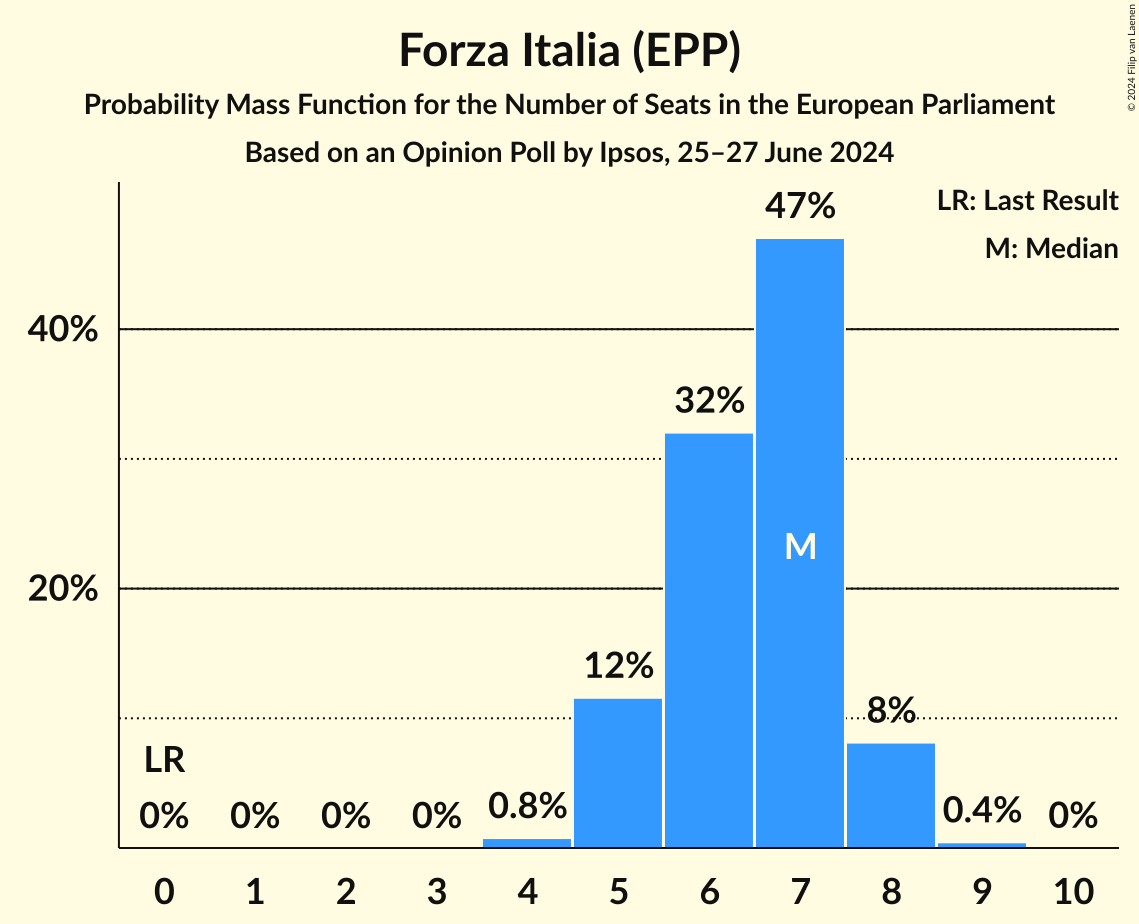 Forza Italia (EPP)
Probability Mass Function for the Number of Seats in the European Parliament
Based on an Opinion Poll by Ipsos, 25–27 June 2024
© 2024 Filip van Laenen
LR: Last Result
M: Median
47%
40%
32%
M
20%
12%
8%
LR
0% 0% 0% 0% 0.8% 0.4% 0%
0 1 2 3 4 5 6 7 8 9 10